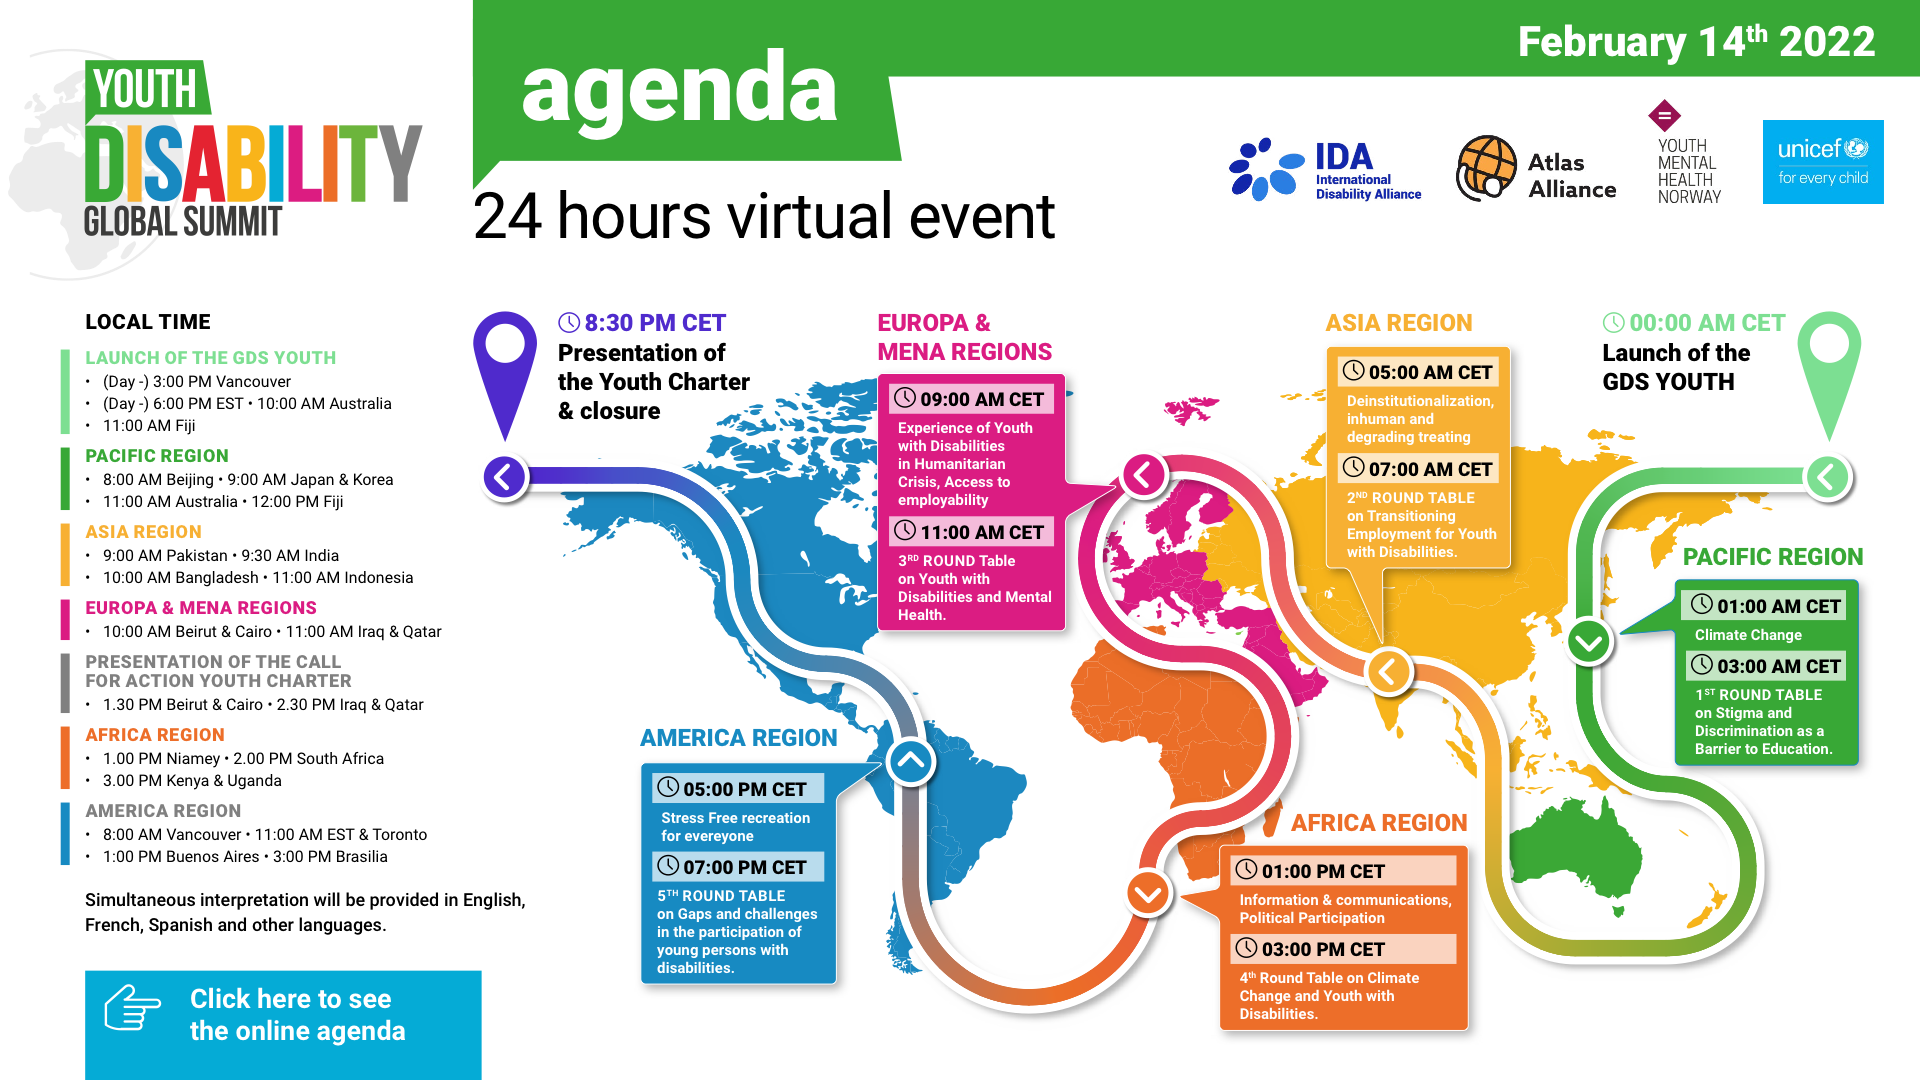 YOUTH
DISABILITY
GLOBAL SUMMIT
agenda
24 hours virtual event
February 14th 2022
IDA
International
Disability Alliance
Atlas
Alliance
YOUTH
MENTAL
HEALTH
NORWAY
unicef
for every child
LOCAL TIME
LAUNCH OF THE GDS YOUTH
• (Day -) 3:00 PM Vancouver
• (Day -) 6:00 PM EST • 10:00 AM Australia
• 11:00 AM Fiji
PACIFIC REGION
• 8:00 AM Beijing • 9:00 AM Japan & Korea
• 11:00 AM Australia • 12:00 PM Fiji
ASIA REGION
• 9:00 AM Pakistan • 9:30 AM India
• 10:00 AM Bangladesh • 11:00 AM Indonesia
EUROPA & MENA REGIONS
• 10:00 AM Beirut & Cairo • 11:00 AM Iraq & Qatar
PRESENTATION OF THE CALL
FOR ACTION YOUTH CHARTER
• 1.30 PM Beirut & Cairo • 2.30 PM Iraq & Qatar
AFRICA REGION
• 1.00 PM Niamey • 2.00 PM South Africa
• 3.00 PM Kenya & Uganda
AMERICA REGION
• 8:00 AM Vancouver • 11:00 AM EST & Toronto
• 1:00 PM Buenos Aires • 3:00 PM Brasilia
Simultaneous interpretation will be provided in English,
French, Spanish and other languages.
Click here to see
the online agenda
8:30 PM CET
Presentation of
the Youth Charter
& closure
EUROPA &
MENA REGIONS
09:00 AM CET
Experience of Youth
with Disabilities
in Humanitarian
Crisis, Access to
employability
11:00 AM CET
3RD ROUND Table
on Youth with
Disabilities and Mental
Health.
ASIA REGION
05:00 AM CET
Deinstitutionalization,
inhuman and
degrading treating
07:00 AM CET
2ND ROUND TABLE
on Transitioning
Employment for Youth
with Disabilities.
00:00 AM CET
Launch of the
GDS YOUTH
PACIFIC REGION
01:00 AM CET
Climate Change
03:00 AM CET
1ST ROUND TABLE
on Stigma and
Discrimination as a
Barrier to Education.
AMERICA REGION
05:00 PM CET
Stress Free recreation
for evereyone
07:00 PM CET
5TH ROUND TABLE
on Gaps and challenges
in the participation of
young persons with
disabilities.
AFRICA REGION
01:00 PM CET
Information & communications,
Political Participation
03:00 PM CET
4th Round Table on Climate
Change and Youth with
Disabilities.